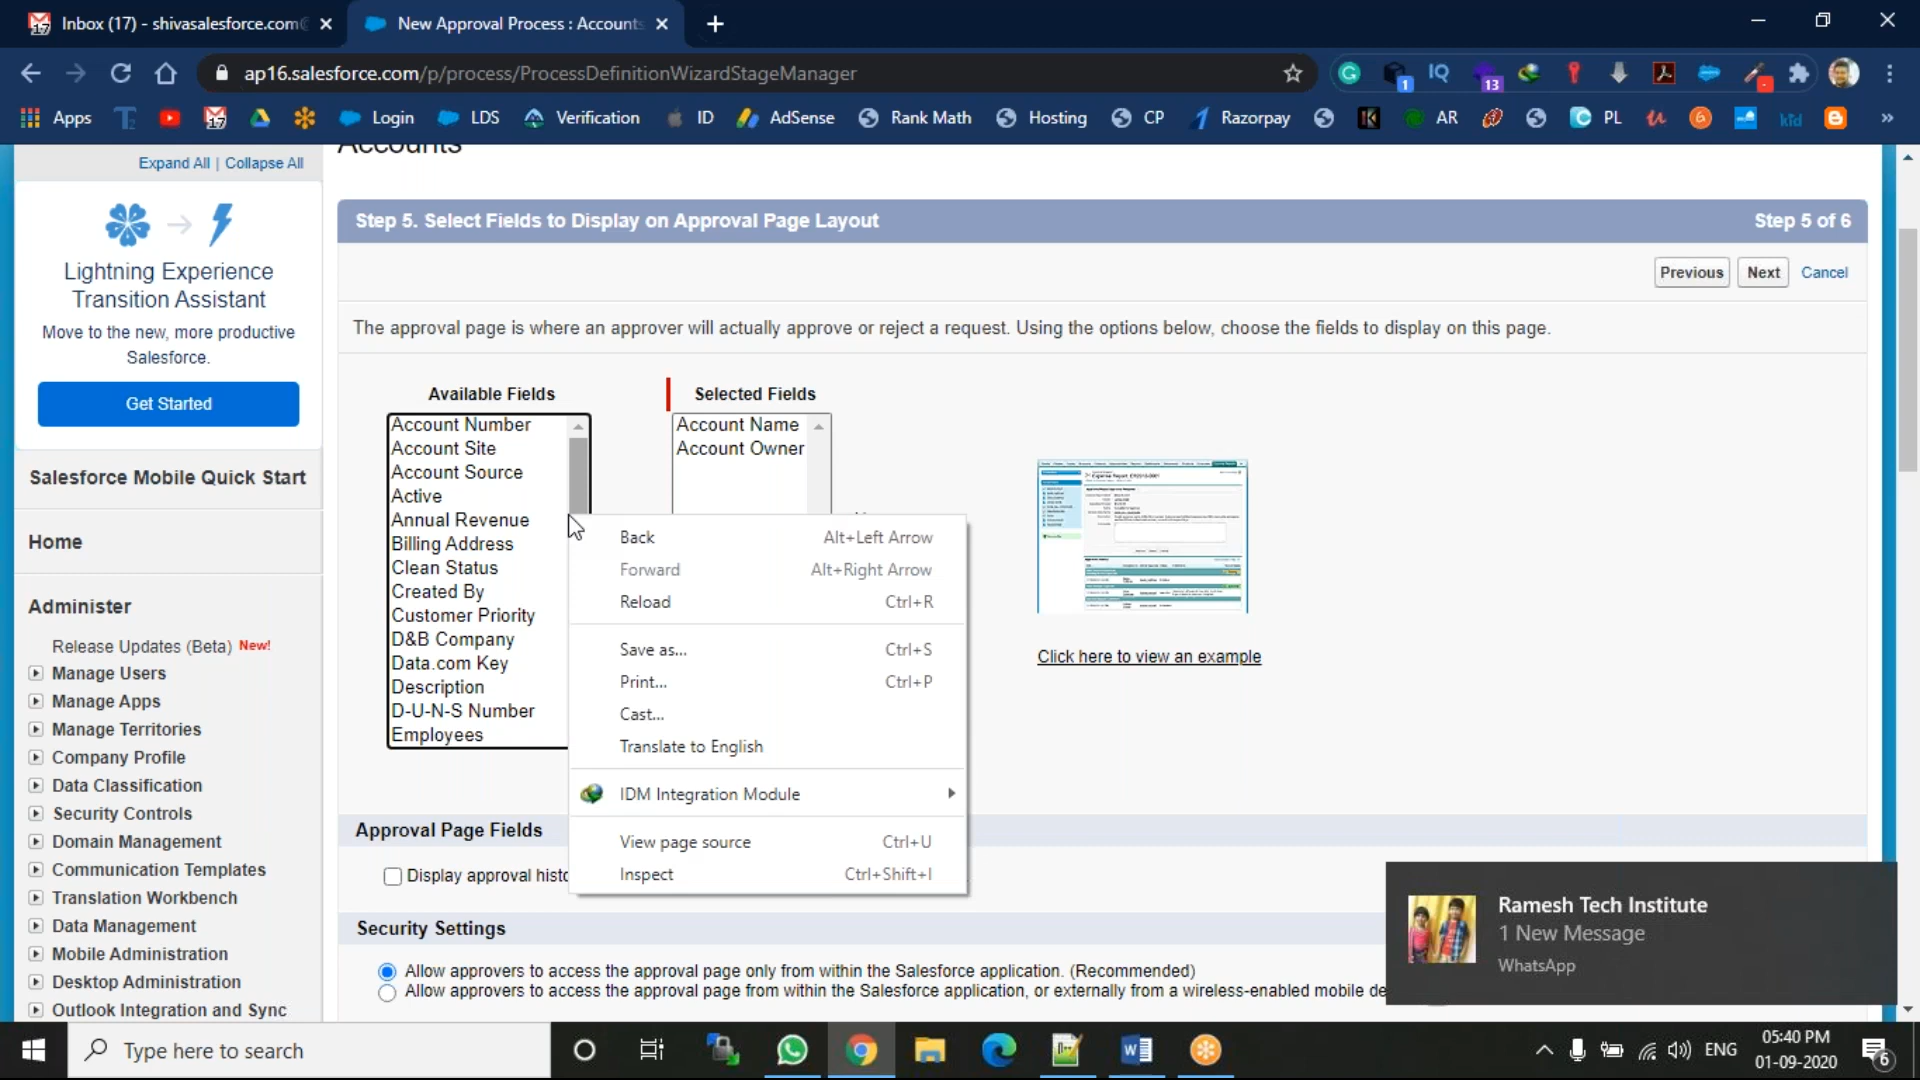 Inbox (17) - shivasalesforce.com
New Approval Process : Accounts
ap16.salesforce.com/p/process/ProcessDefinitionWizardStageManager
IQ
1
13
Apps
17
Login
LDS
Verification
ID
AdSense
Rank Math
Hosting
CP
Razorpay
AR
PL
kid
»
Expand All | Collapse All
Accounts
Lightning Experience
Transition Assistant
Move to the new, more productive
Salesforce.
Get Started
Salesforce Mobile Quick Start
Home
Administer
Release Updates (Beta) New!
Manage Users
Manage Apps
Manage Territories
Company Profile
Data Classification
Security Controls
Domain Management
Communication Templates
Translation Workbench
Data Management
Mobile Administration
Desktop Administration
Outlook Integration and Sync
Step 5. Select Fields to Display on Approval Page Layout
Step 5 of 6
Previous
Next
Cancel
The approval page is where an approver will actually approve or reject a request. Using the options below, choose the fields to display on this page.
Available Fields
Selected Fields
Account Number
Account Site
Account Source
Active
Annual Revenue
Billing Address
Clean Status
Created By
Customer Priority
D&B Company
Data.com Key
Description
D-U-N-S Number
Employees
Account Name
Account Owner
Back Alt+Left Arrow
Forward Alt+Right Arrow
Reload Ctrl+R
Save as... Ctrl+S
Print... Ctrl+P
Cast...
Translate to English
IDM Integration Module
View page source Ctrl+U
Inspect Ctrl+Shift+I
Click here to view an example
Approval Page Fields
Display approval histo
Security Settings
Allow approvers to access the approval page only from within the Salesforce application. (Recommended)
Allow approvers to access the approval page from within the Salesforce application, or externally from a wireless-enabled mobile de
Ramesh Tech Institute
1 New Message
WhatsApp
Type here to search
ENG
05:40 PM
01-09-2020
6